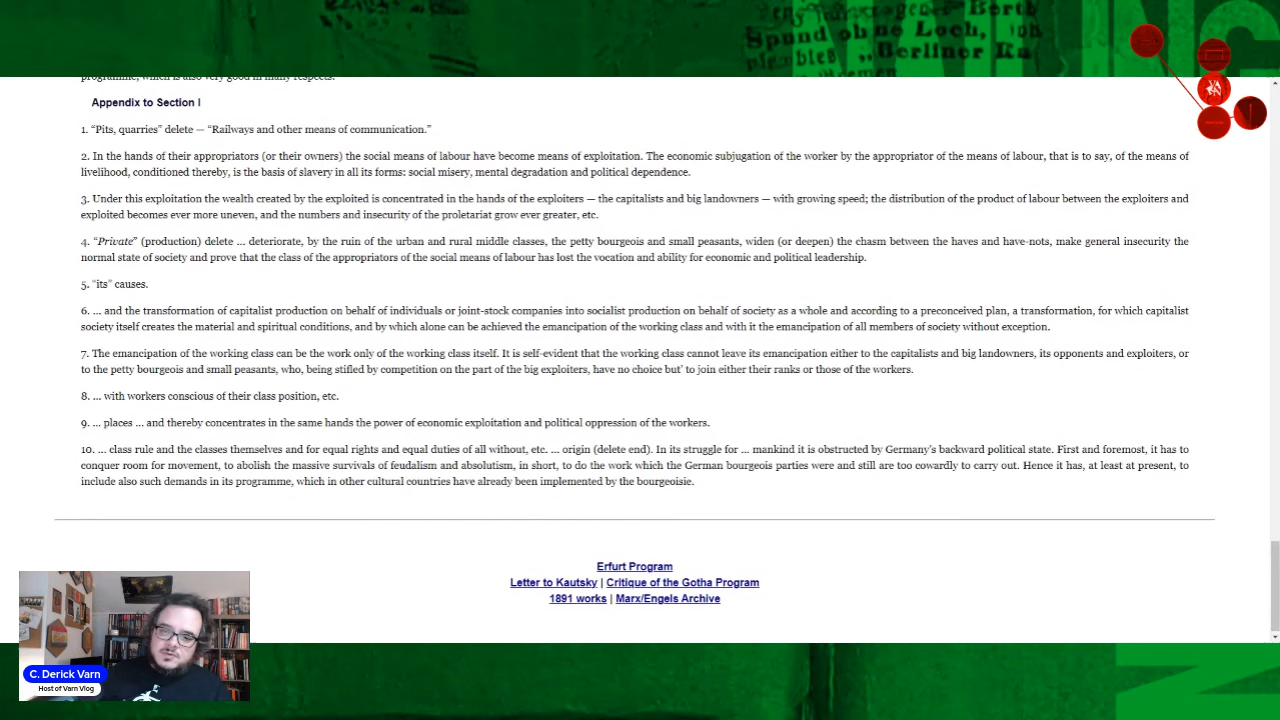 Spund ohne Loch,
"Berliner
programme, which is also very good in many respects.
Appendix to Section I
1. “Pits, quarries” delete — “Railways and other means of communication.”
2. In the hands of their appropriators (or their owners) the social means of labour have become means of exploitation. The economic subjugation of the worker by the appropriator of the means of labour, that is to say, of the means of
livelihood, conditioned thereby, is the basis of slavery in all its forms: social misery, mental degradation and political dependence.
3. Under this exploitation the wealth created by the exploited is concentrated in the hands of the exploiters — the capitalists and big landowners — with growing speed; the distribution of the product of labour between the exploiters and
exploited becomes ever more uneven, and the numbers and insecurity of the proletariat grow ever greater, etc.
4. “Private” (production) delete ... deteriorate, by the ruin of the urban and rural middle classes, the petty bourgeois and small peasants, widen (or deepen) the chasm between the haves and have-nots, make general insecurity the
normal state of society and prove that the class of the appropriators of the social means of labour has lost the vocation and ability for economic and political leadership.
5. “its” causes.
6. ... and the transformation of capitalist production on behalf of individuals or joint-stock companies into socialist production on behalf of society as a whole and according to a preconceived plan, a transformation, for which capitalist
society itself creates the material and spiritual conditions, and by which alone can be achieved the emancipation of the working class and with it the emancipation of all members of society without exception.
7. The emancipation of the working class can be the work only of the working class itself. It is self-evident that the working class cannot leave its emancipation either to the capitalists and big landowners, its opponents and exploiters, or
to the petty bourgeois and small peasants, who, being stifled by competition on the part of the big exploiters, have no choice but’ to join either their ranks or those of the workers.
8. ... with workers conscious of their class position, etc.
9. ... places ... and thereby concentrates in the same hands the power of economic exploitation and political oppression of the workers.
10. ... class rule and the classes themselves and for equal rights and equal duties of all without, etc. ... origin (delete end). In its struggle for ... mankind it is obstructed by Germany’s backward political state. First and foremost, it has to
conquer room for movement, to abolish the massive survivals of feudalism and absolutism, in short, to do the work which the German bourgeois parties were and still are too cowardly to carry out. Hence it has, at least at present, to
include also such demands in its programme, which in other cultural countries have already been implemented by the bourgeoisie.
Erfurt Program
Letter to Kautsky | Critique of the Gotha Program
1891 works | Marx/Engels Archive
C. Derick Varn
Host of Varn Vlog